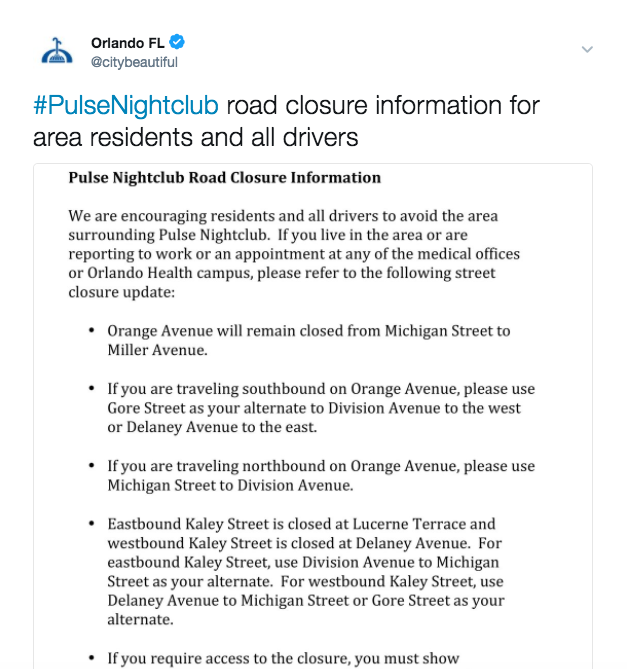 Orlando FL
@citybeautiful
#PulseNightclub road closure information for
area residents and all drivers
Pulse Nightclub Road Closure Information
We are encouraging residents and all drivers to avoid the area
surrounding Pulse Nightclub.  If you live in the area or are
reporting to work or an appointment at any of the medical offices
or Orlando Health campus, please refer to the following street
closure update:
• Orange Avenue will remain closed from Michigan Street to
Miller Avenue.
• If you are traveling southbound on Orange Avenue, please use
Gore Street as your alternate to Division Avenue to the west
or Delaney Avenue to the east.
• If you are traveling northbound on Orange Avenue, please use
Michigan Street to Division Avenue.
• Eastbound Kaley Street is closed at Lucerne Terrace and
westbound Kaley Street is closed at Delaney Avenue.  For
eastbound Kaley Street, use Division Avenue to Michigan
Street as your alternate.  For westbound Kaley Street, use
Delaney Avenue to Michigan Street or Gore Street as your
alternate.
• If you require access to the closure, you must show